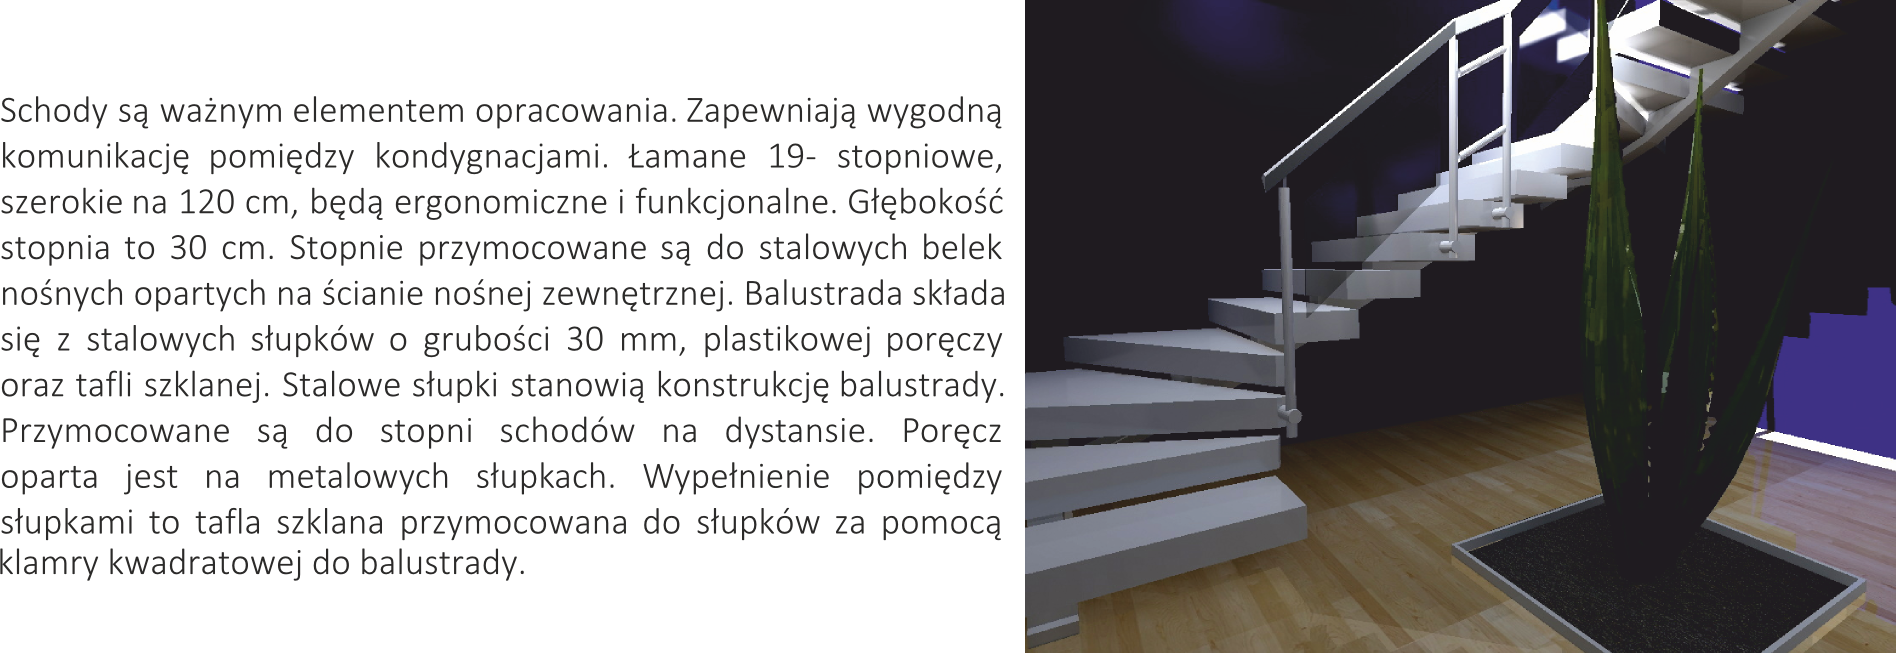 Schody są ważnym elementem opracowania. Zapewniają wygodną
komunikację pomiędzy kondygnacjami. Łamane 19- stopniowe,
szerokie na 120 cm, będą ergonomiczne i funkcjonalne. Głębokość
stopnia to 30 cm. Stopnie przymocowane są do stalowych belek
nośnych opartych na ścianie nośnej zewnętrznej. Balustrada składa
się z stalowych słupków o grubości 30 mm, plastikowej poręczy
oraz tafli szklanej. Stalowe słupki stanowią konstrukcję balustrady.
Przymocowane są do stopni schodów na dystansie. Poręcz
oparta jest na metalowych słupkach. Wypełnienie pomiędzy
słupkami to tafla szklana przymocowana do słupków za pomocą
klamry kwadratowej do balustrady.